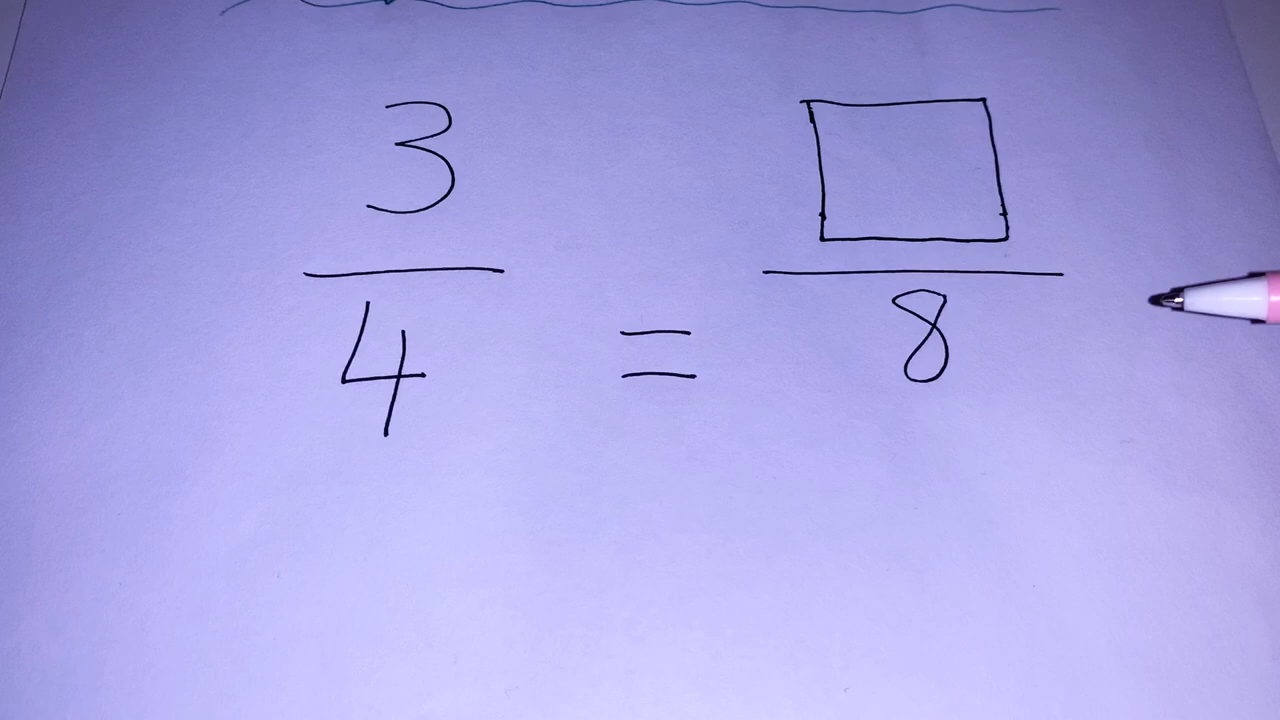 3/4 = □/8